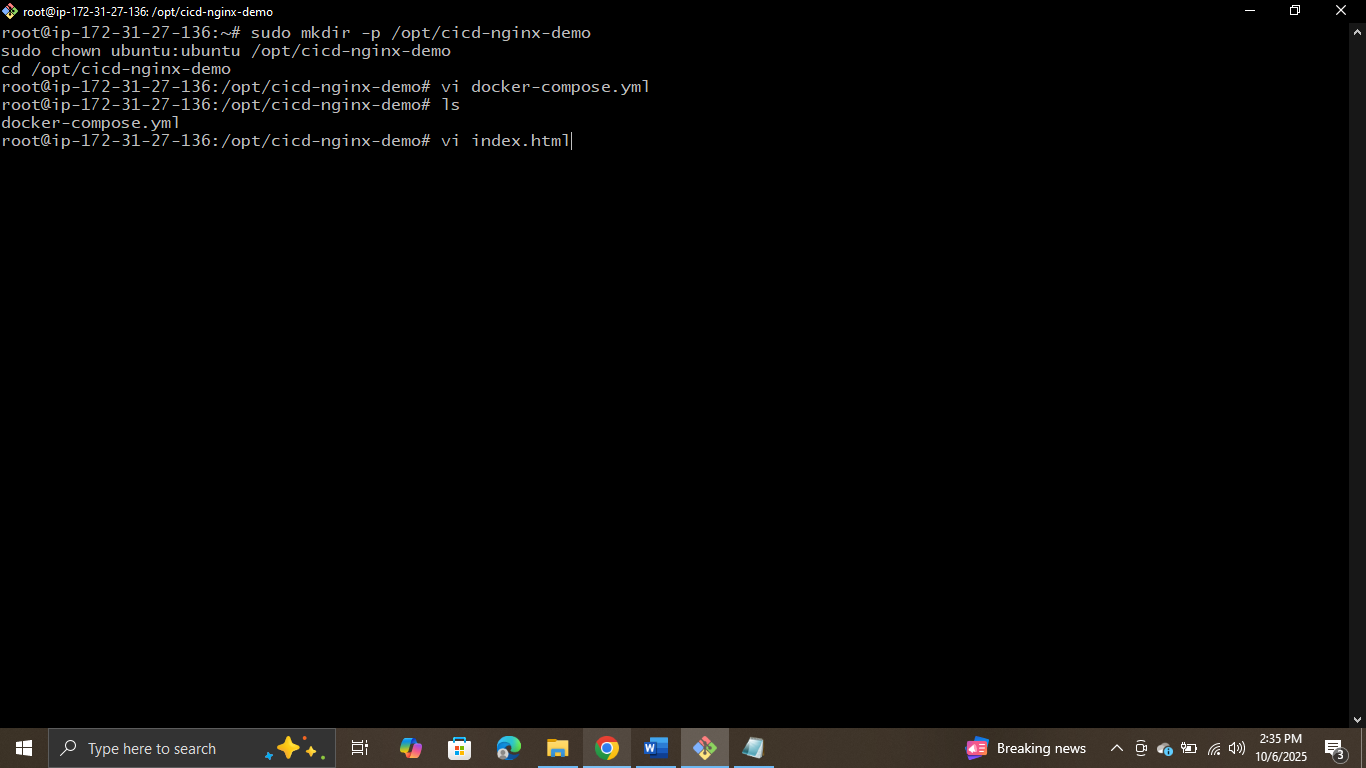 root@ip-172-31-27-136: /opt/cicd-nginx-demo
root@ip-172-31-27-136:~# sudo mkdir -p /opt/cicd-nginx-demo
sudo chown ubuntu:ubuntu /opt/cicd-nginx-demo
cd /opt/cicd-nginx-demo
root@ip-172-31-27-136:/opt/cicd-nginx-demo# vi docker-compose.yml
root@ip-172-31-27-136:/opt/cicd-nginx-demo# ls
docker-compose.yml
root@ip-172-31-27-136:/opt/cicd-nginx-demo# vi index.html
Type here to search
Breaking news
2:35 PM
10/6/2025
3